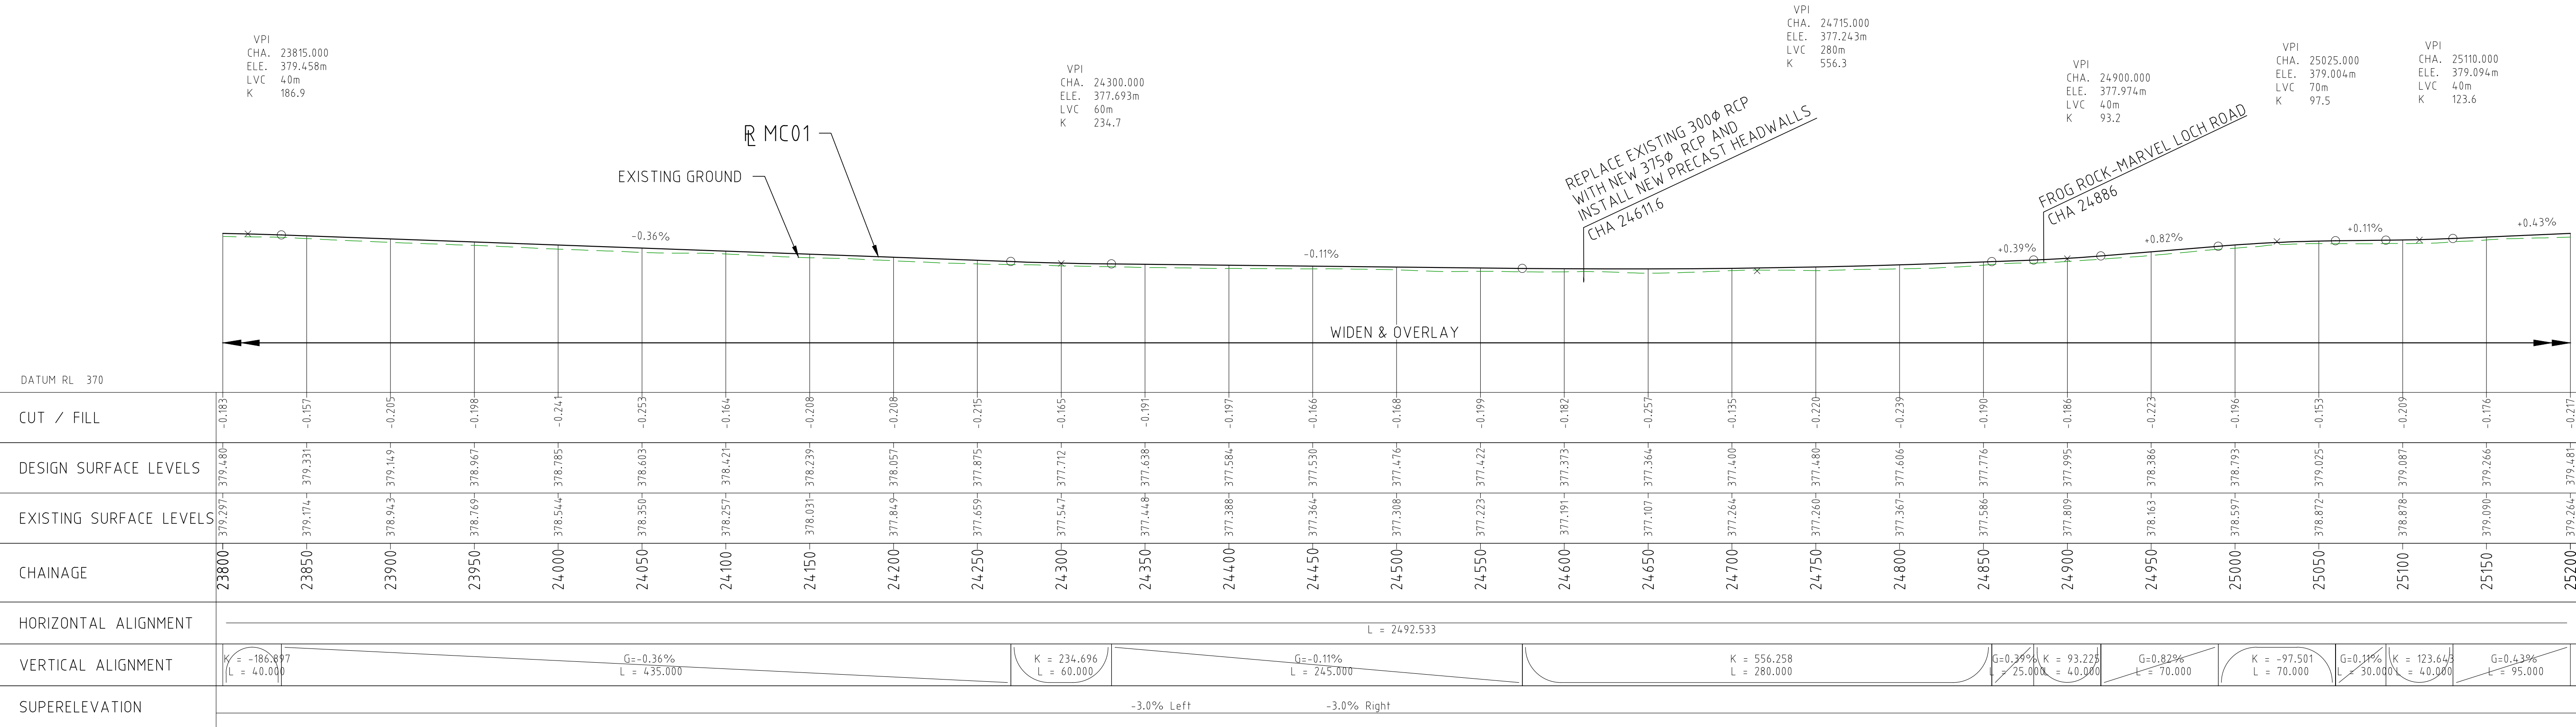 VPI
CHA. 23815.000
ELE. 379.458m
LVC 40m
K 186.9
VPI
CHA. 24300.000
ELE. 377.693m
LVC 60m
K 234.7
VPI
CHA. 24715.000
ELE. 377.243m
LVC 280m
K 556.3
VPI
CHA. 24900.000
ELE. 377.974m
LVC 40m
K 93.2
VPI
CHA. 25025.000
ELE. 379.004m
LVC 70m
K 97.5
VPI
CHA. 25110.000
ELE. 379.094m
LVC 40m
K 123.6
℞ MC01
EXISTING GROUND
REPLACE EXISTING 300Ø RCP
WITH NEW 375Ø RCP AND
INSTALL NEW PRECAST HEADWALLS
CHA 24611.6
FROG ROCK-MARVEL LOCH ROAD
CHA 24886
-0.36% -0.11% +0.39% +0.82% +0.11% +0.43%
WIDEN & OVERLAY
DATUM RL 370
CUT / FILL -0.183 -0.157 -0.205 -0.198 -0.241 -0.253 -0.164 -0.208 -0.208 -0.215 -0.165 -0.191 -0.197 -0.166 -0.168 -0.199 -0.182 -0.257 -0.135 -0.220 -0.239 -0.190 -0.186 -0.223 -0.196 -0.153 -0.209 -0.176 -0.217
DESIGN SURFACE LEVELS 379.480 379.331 379.149 378.967 378.785 378.603 378.421 378.239 378.057 377.875 377.712 377.638 377.584 377.530 377.476 377.422 377.373 377.364 377.400 377.480 377.606 377.776 377.995 378.386 378.793 379.025 379.087 379.266 379.481
EXISTING SURFACE LEVELS 379.297 379.174 378.943 378.769 378.544 378.350 378.257 378.031 377.849 377.659 377.547 377.448 377.388 377.364 377.308 377.223 377.191 377.107 377.264 377.260 377.367 377.586 377.809 378.163 378.597 378.872 378.878 379.090 379.264
CHAINAGE 23800 23850 23900 23950 24000 24050 24100 24150 24200 24250 24300 24350 24400 24450 24500 24550 24600 24650 24700 24750 24800 24850 24900 24950 25000 25050 25100 25150 25200
HORIZONTAL ALIGNMENT L = 2492.533
VERTICAL ALIGNMENT
K = -186.897
L = 40.000
G=-0.36%
L = 435.000
K = 234.696
L = 60.000
G=-0.11%
L = 245.000
K = 556.258
L = 280.000
G=0.39%
L = 25.000
K = 93.225
L = 40.000
G=0.82%
L = 70.000
K = -97.501
L = 70.000
G=0.11%
L = 30.000
K = 123.643
L = 40.000
G=0.43%
L = 95.000
SUPERELEVATION -3.0% Left -3.0% Right